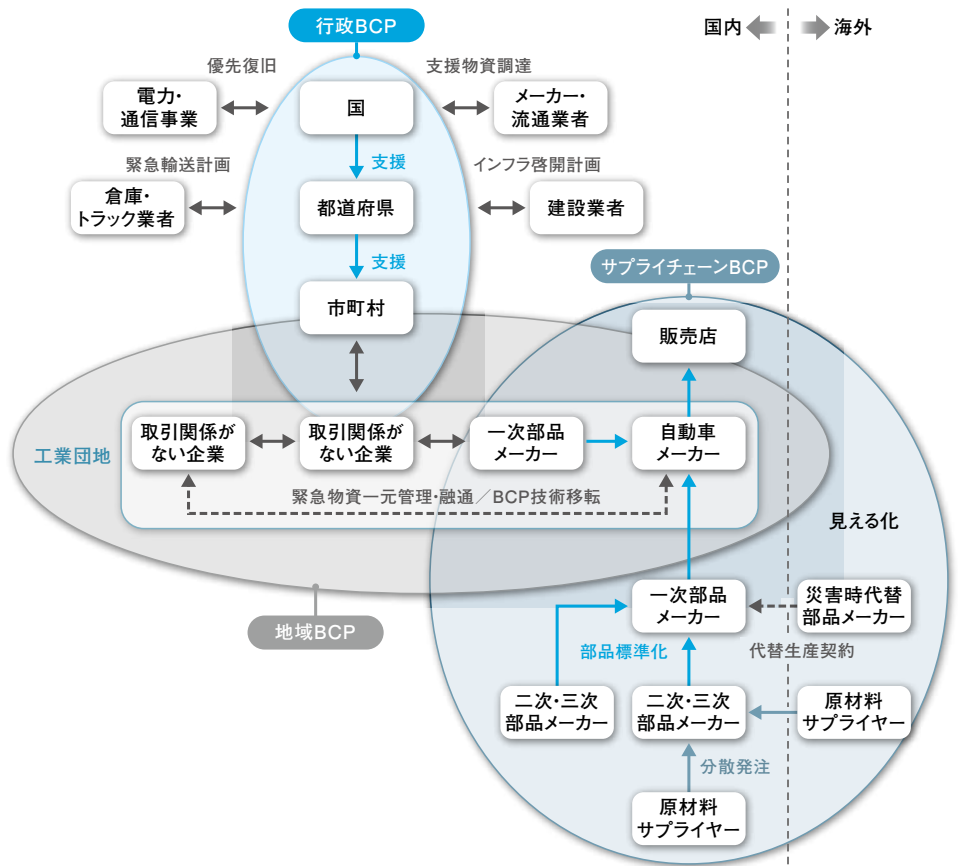 行政BCP
国内
海外
優先復旧
支援物資調達
電力・
通信事業
国
メーカー・
流通業者
緊急輸送計画
支援
インフラ啓開計画
倉庫・
トラック業者
都道府県
建設業者
支援
サプライチェーンBCP
市町村
販売店
工業団地
取引関係が
ない企業
取引関係が
ない企業
一次部品
メーカー
自動車
メーカー
緊急物資一元管理・融通／BCP技術移転
見える化
地域BCP
一次部品
メーカー
災害時代替
部品メーカー
部品標準化
代替生産契約
二次・三次
部品メーカー
二次・三次
部品メーカー
原材料
サプライヤー
分散発注
原材料
サプライヤー